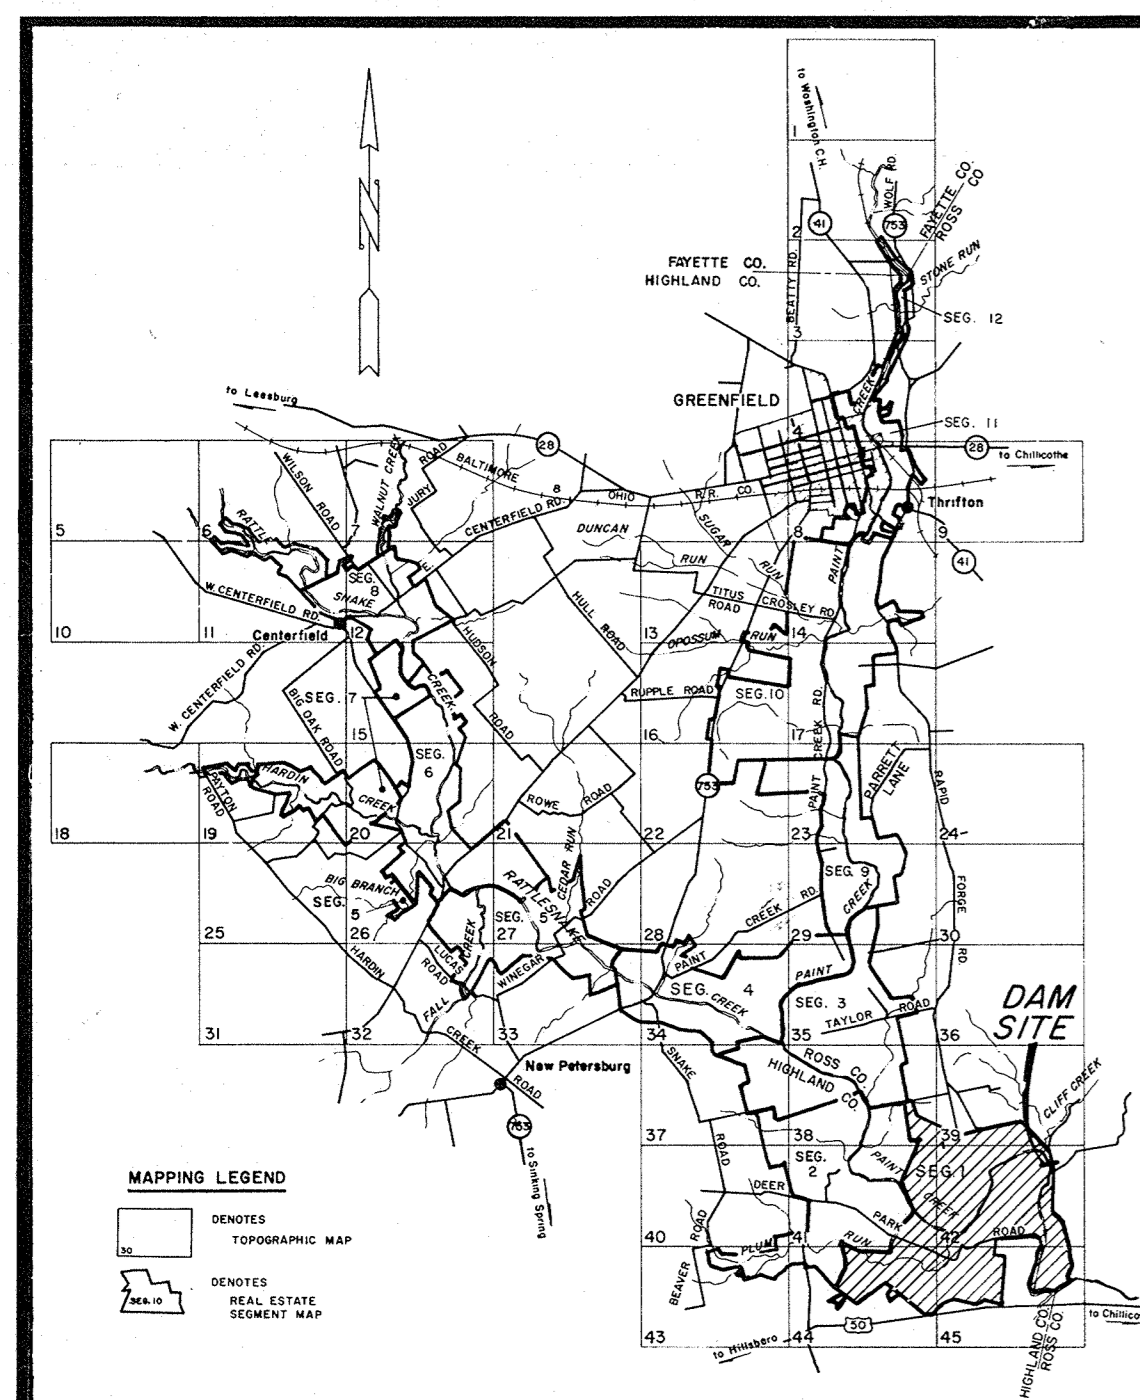 to Washington C.H.
1
WOLF RD.
FAYETTE CO.
ROSS CO
41
753
2
BEATTY RD.
STONE RUN
FAYETTE CO.
HIGHLAND CO.
SEG. 12
3
to Leesburg
GREENFIELD
CREEK
SEG. 11
4
28
28
to Chillicothe
WILSON ROAD
WALNUT CREEK
JURY ROAD
BALTIMORE
8
OHIO
R.R. CO.
CENTERFIELD RD.
Thrifton
RATTLE
DUNCAN
SUGAR
5
6
7
8
9
RUN
RUN
PAINT
41
SEG.
8
SNAKE
W. CENTERFIELD RD.
TITUS
ROAD
CROSLEY RD.
HULL ROAD
10
11
Centerfield
12
HUDSON
13
OPOSSUM
RUN
14
W. CENTERFIELD RD.
SEG. 7
CREEK
RUPPLE ROAD
SEG. 10
BIG OAK ROAD
ROAD
CREEK RD.
15
16
17
SEG.
6
PARRETT
LANE
PAYTON
ROAD
HARDIN
CREEK
753
PAINT
RAPID
ROWE
ROAD
18
19
20
21
22
23
24
CEDAR RUN
RATTLESNAKE
SEG. 9
BIG BRANCH
SEG.
5
SEG.
5
ROAD
CREEK RD.
CREEK
FORGE
CREEK
25
26
27
28
29
30
HARDIN
LUCAS
ROAD
WINEGAR
PAINT
PAINT
RD.
FALL
SEG.
4
CREEK
SEG. 3
TAYLOR
ROAD
DAM
SITE
31
32
33
34
35
36
CREEK
ROAD
New Petersburg
SNAKE
ROSS CO.
HIGHLAND CO.
CLIFF CREEK
753
to Sinking Spring
37
38
39
ROAD
SEG.
2
PAINT
SEG. 1
MAPPING LEGEND
DEER
PARK
CREEK
ROAD
DENOTES
TOPOGRAPHIC MAP
30
ROAD
40
PLUM
41
RUN
42
BEAVER
DENOTES
REAL ESTATE
SEGMENT MAP
SEG. 10
50
to Hillsboro
43
44
45
HIGHLAND CO.
ROSS CO.